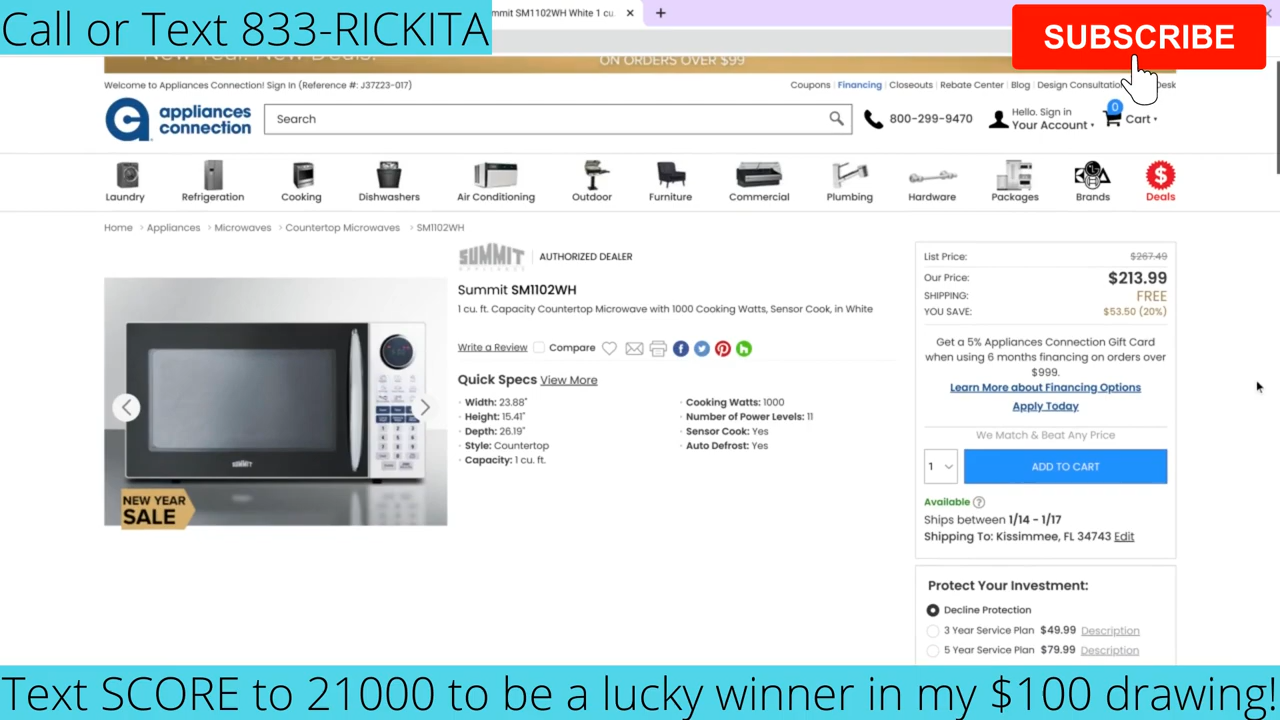 Call or Text 833-RICKITA
mmit SM1102WH White 1 cu.
SUBSCRIBE
New Year! New Deals!
ON ORDERS OVER $99
Welcome to Appliances Connection! Sign In (Reference #: J37Z23-017)
Coupons
Financing
Closeouts
Rebate Center
Blog
Design Consultation
Desk
appliances
connection
Search
800-299-9470
Hello. Sign in
Your Account
0
Cart
Laundry
Refrigeration
Cooking
Dishwashers
Air Conditioning
Outdoor
Furniture
Commercial
Plumbing
Hardware
Packages
Brands
Deals
Home > Appliances > Microwaves > Countertop Microwaves > SM1102WH
SUMMIT
APPLIANCE
AUTHORIZED DEALER
Summit SM1102WH
1 cu. ft. Capacity Countertop Microwave with 1000 Cooking Watts, Sensor Cook, in White
Write a Review
Compare
Quick Specs View More
Width: 23.88"
Height: 15.41"
Depth: 26.19"
Style: Countertop
Capacity: 1 cu. ft.
Cooking Watts: 1000
Number of Power Levels: 11
Sensor Cook: Yes
Auto Defrost: Yes
SUMMIT
NEW YEAR
SALE
List Price: $267.49
Our Price: $213.99
SHIPPING: FREE
YOU SAVE: $53.50 (20%)
Get a 5% Appliances Connection Gift Card
when using 6 months financing on orders over
$999.
Learn More about Financing Options
Apply Today
We Match & Beat Any Price
1
ADD TO CART
Available
Ships between 1/14 - 1/17
Shipping To: Kissimmee, FL 34743 Edit
Protect Your Investment:
Decline Protection
3 Year Service Plan $49.99 Description
5 Year Service Plan $79.99 Description
Text SCORE to 21000 to be a lucky winner in my $100 drawing!